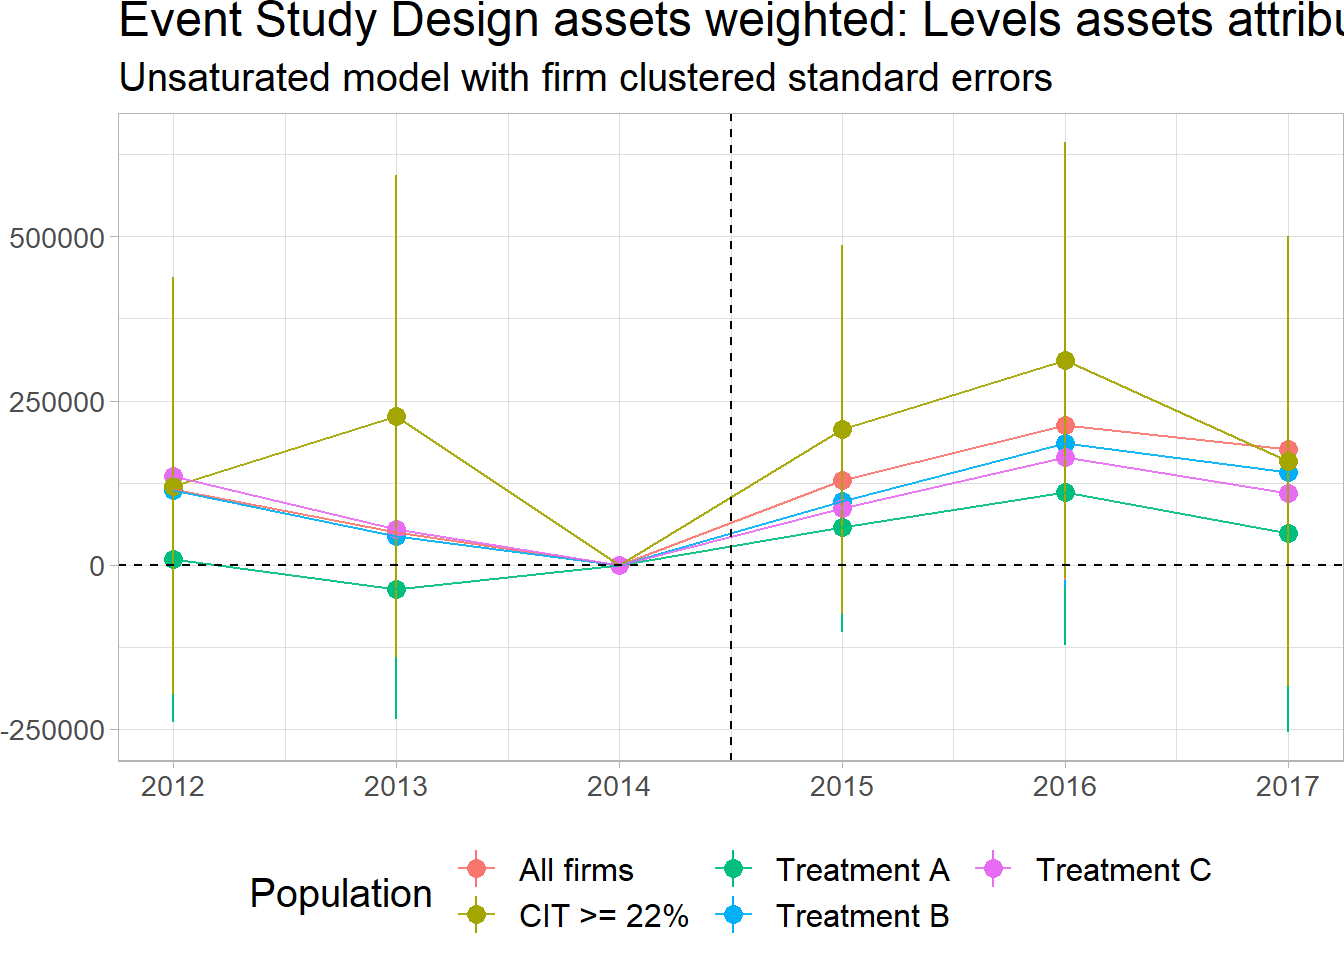 Event Study Design assets weighted: Levels assets attribu
Unsaturated model with firm clustered standard errors
500000
250000
0
-250000
2012 2013 2014 2015 2016 2017
Population
All firms Treatment A Treatment C
CIT >= 22% Treatment B